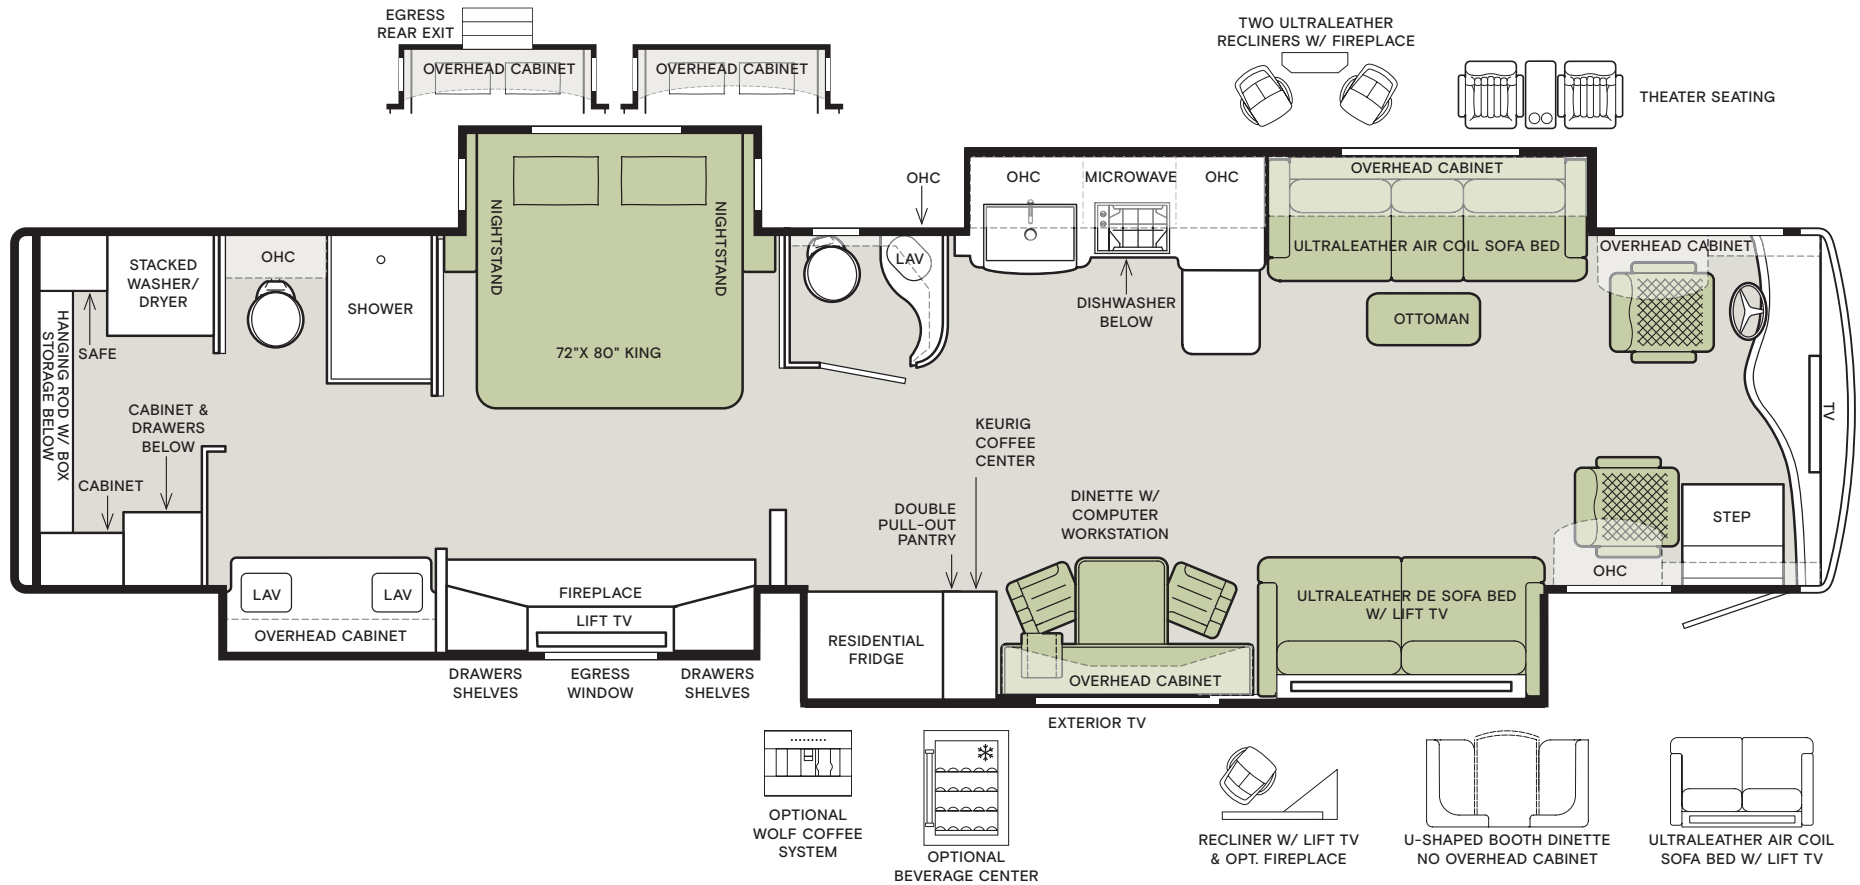 EGRESS
REAR EXIT
OVERHEAD CABINET
OVERHEAD CABINET
TWO ULTRALEATHER
RECLINERS W/ FIREPLACE
THEATER SEATING
STACKED
WASHER/
DRYER
OHC
SHOWER
SAFE
HANGING ROD W/ BOX
STORAGE BELOW
CABINET &
DRAWERS
BELOW
CABINET
NIGHTSTAND
NIGHTSTAND
72"X 80" KING
OHC
LAV
OHC
MICROWAVE
OHC
DISHWASHER
BELOW
OVERHEAD CABINET
ULTRALEATHER AIR COIL SOFA BED
OTTOMAN
OVERHEAD CABINET
TV
STEP
OHC
LAV
LAV
OVERHEAD CABINET
FIREPLACE
LIFT TV
DRAWERS
SHELVES
EGRESS
WINDOW
DRAWERS
SHELVES
KEURIG
COFFEE
CENTER
DOUBLE
PULL-OUT
PANTRY
DINETTE W/
COMPUTER
WORKSTATION
RESIDENTIAL
FRIDGE
OVERHEAD CABINET
ULTRALEATHER DE SOFA BED
W/ LIFT TV
EXTERIOR TV
OPTIONAL
WOLF COFFEE
SYSTEM
OPTIONAL
BEVERAGE CENTER
RECLINER W/ LIFT TV
& OPT. FIREPLACE
U-SHAPED BOOTH DINETTE
NO OVERHEAD CABINET
ULTRALEATHER AIR COIL
SOFA BED W/ LIFT TV